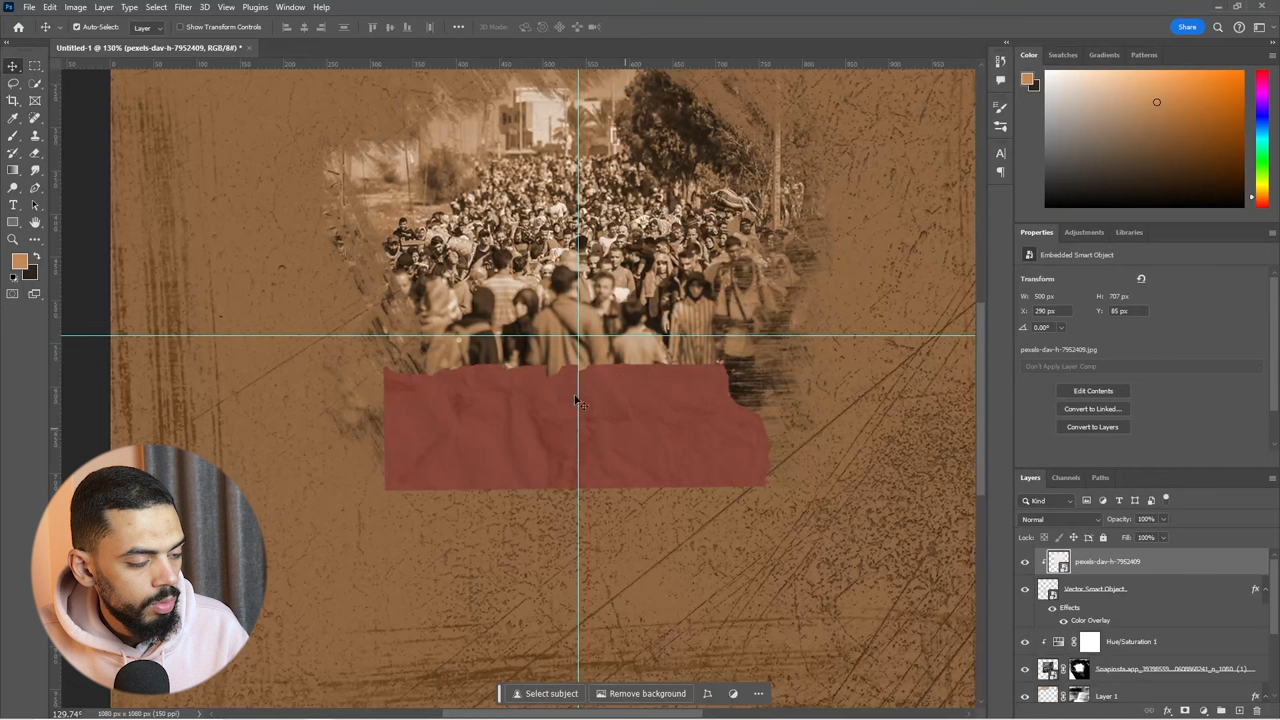 File Edit Image Layer Type Select Filter 3D View Plugins Window Help
Auto-Select: Layer Show Transform Controls 3D Mode: Share
Untitled-1 @ 130% (pexels-dav-h-7952409, RGB/8#) *
Color Swatches Gradients Patterns
Properties Adjustments Libraries
Embedded Smart Object
Transform
W: 500 px H: 707 px
X: 290 px Y: 85 px
0.00°
pexels-dav-h-7952409.jpg
Don't Apply Layer Comp
Edit Contents
Convert to Linked...
Convert to Layers
Layers Channels Paths
Kind
Normal Opacity: 100%
Lock: Fill: 100%
pexels-dav-h-7952409
Vector Smart Object
Effects
Color Overlay
Hue/Saturation 1
Layer 1
Select subject Remove background
129.74% 1080 px x 1080 px (150 ppi)